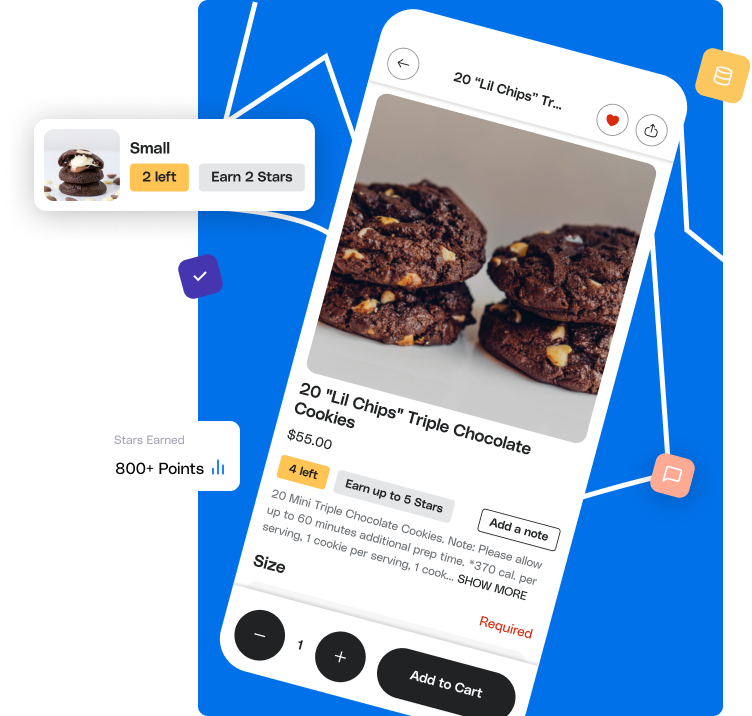 20 “Lil Chips” Tr...
Small
2 left
Earn 2 Stars
20 "Lil Chips" Triple Chocolate
Cookies
$55.00
Stars Earned
800+ Points
4 left
Earn up to 5 Stars
Add a note
20 Mini Triple Chocolate Cookies. Note: Please allow
up to 60 minutes additional prep time. *370 cal. per
serving, 1 cookie per serving, 1 cook... SHOW MORE
Size
Required
1
Add to Cart